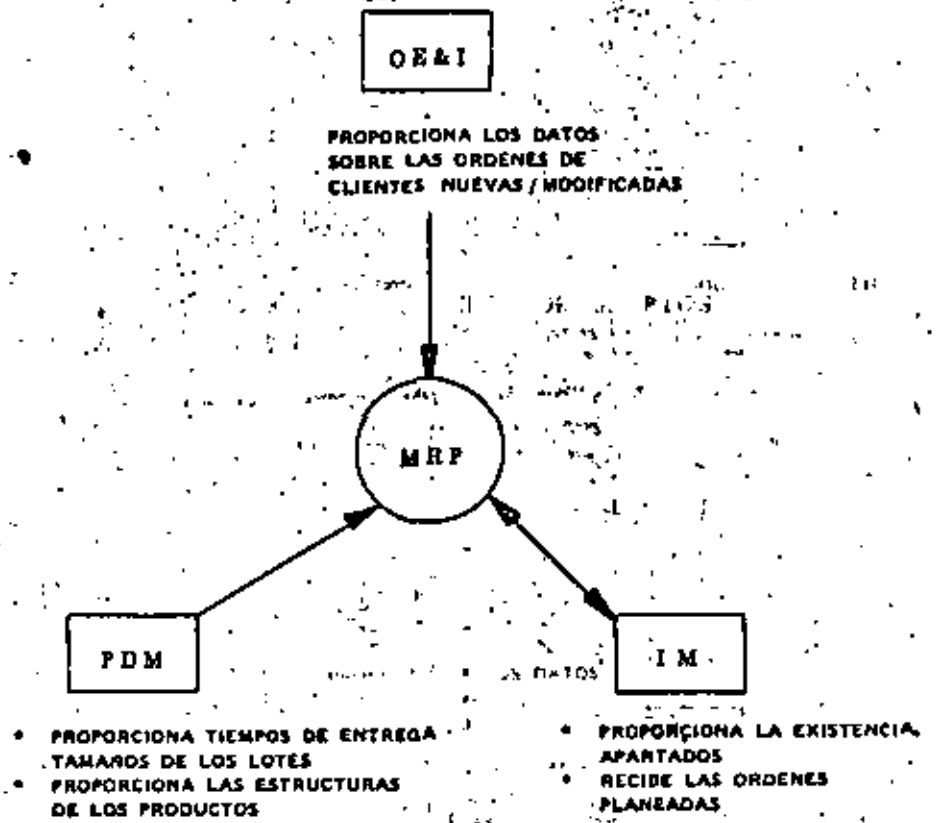 OE&I
PROPORCIONA LOS DATOS
SOBRE LAS ORDENES DE
CLIENTES NUEVAS / MODIFICADAS
MRP
PDM
IM
DATOS
• PROPORCIONA TIEMPOS DE ENTREGA
TAMAÑOS DE LOS LOTES
• PROPORCIONA LAS ESTRUCTURAS
DE LOS PRODUCTOS
• PROPORCIONA LA EXISTENCIA,
APARTADOS
• RECIBE LAS ORDENES
PLANEADAS